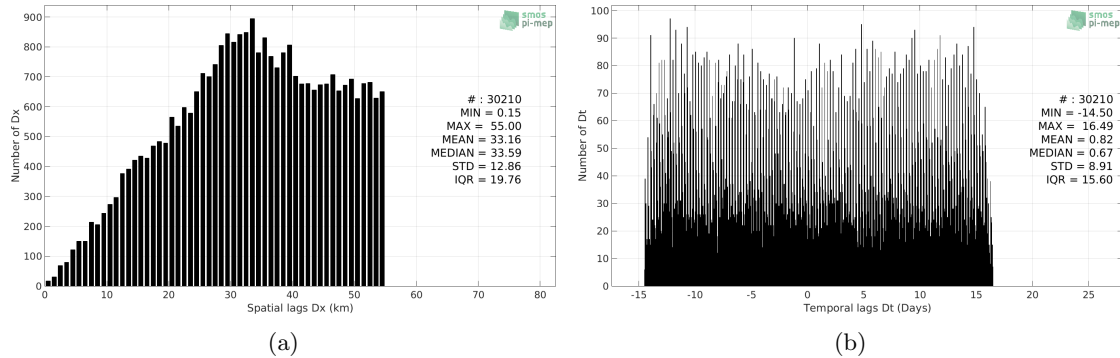 900
800
700
600
500
400
300
200
100
0
Number of Dx
0 10 20 30 40 50 60 70 80
Spatial lags Dx (km)
smos
pi-mep
# : 30210
MIN = 0.15
MAX = 55.00
MEAN = 33.16
MEDIAN = 33.59
STD = 12.86
IQR = 19.76
(a)
100
90
80
70
60
50
40
30
20
10
0
Number of Dt
-15 -10 -5 0 5 10 15 20 25
Temporal lags Dt (Days)
smos
pi-mep
# : 30210
MIN = -14.50
MAX = 16.49
MEAN = 0.82
MEDIAN = 0.67
STD = 8.91
IQR = 15.60
(b)